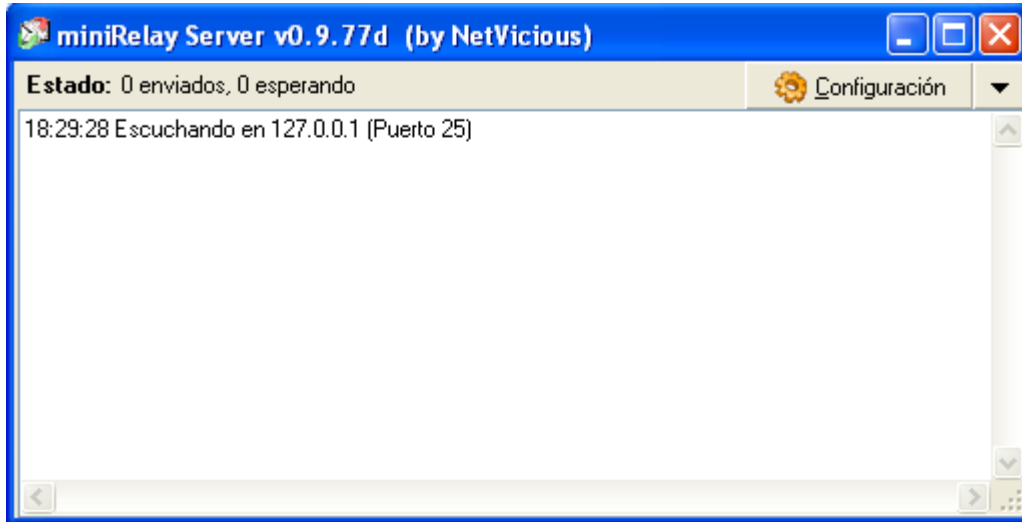 miniRelay Server v0.9.77d (by NetVicious)
Estado: 0 enviados, 0 esperando
Configuración
18:29:28 Escuchando en 127.0.0.1 (Puerto 25)